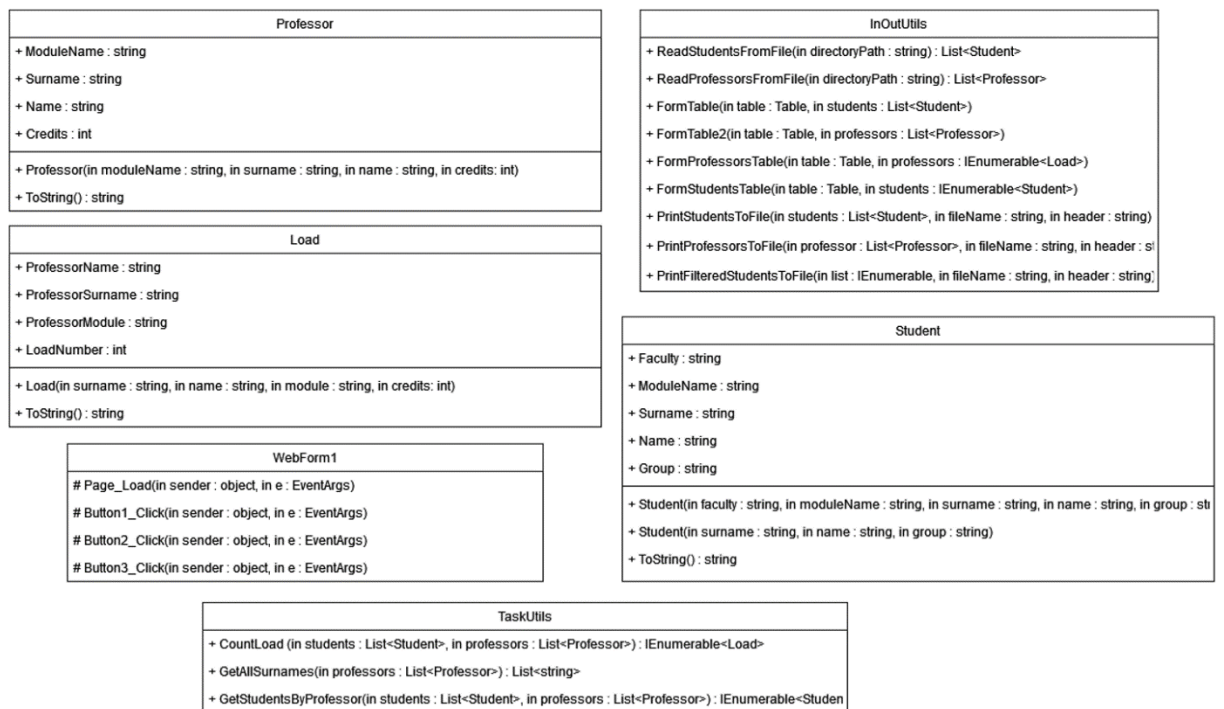 Professor
+ ModuleName : string
+ Surname : string
+ Name : string
+ Credits : int
+ Professor(in moduleName : string, in surname : string, in name : string, in credits: int)
+ ToString() : string
Load
+ ProfessorName : string
+ ProfessorSurname : string
+ ProfessorModule : string
+ LoadNumber : int
+ Load(in surname : string, in name : string, in module : string, in credits: int)
+ ToString() : string
WebForm1
# Page_Load(in sender : object, in e : EventArgs)
# Button1_Click(in sender : object, in e : EventArgs)
# Button2_Click(in sender : object, in e : EventArgs)
# Button3_Click(in sender : object, in e : EventArgs)
InOutUtils
+ ReadStudentsFromFile(in directoryPath : string) : List<Student>
+ ReadProfessorsFromFile(in directoryPath : string) : List<Professor>
+ FormTable(in table : Table, in students : List<Student>)
+ FormTable2(in table : Table, in professors : List<Professor>)
+ FormProfessorsTable(in table : Table, in professors : IEnumerable<Load>)
+ FormStudentsTable(in table : Table, in students : IEnumerable<Student>)
+ PrintStudentsToFile(in students : List<Student>, in fileName : string, in header : string)
+ PrintProfessorsToFile(in professor : List<Professor>, in fileName : string, in header : st
+ PrintFilteredStudentsToFile(in list : IEnumerable, in fileName : string, in header : string)
Student
+ Faculty : string
+ ModuleName : string
+ Surname : string
+ Name : string
+ Group : string
+ Student(in faculty : string, in moduleName : string, in surname : string, in name : string, in group : st
+ Student(in surname : string, in name : string, in group : string)
+ ToString() : string
TaskUtils
+ CountLoad (in students : List<Student>, in professors : List<Professor>) : IEnumerable<Load>
+ GetAllSurnames(in professors : List<Professor>) : List<string>
+ GetStudentsByProfessor(in students : List<Student>, in professors : List<Professor>) : IEnumerable<Studen